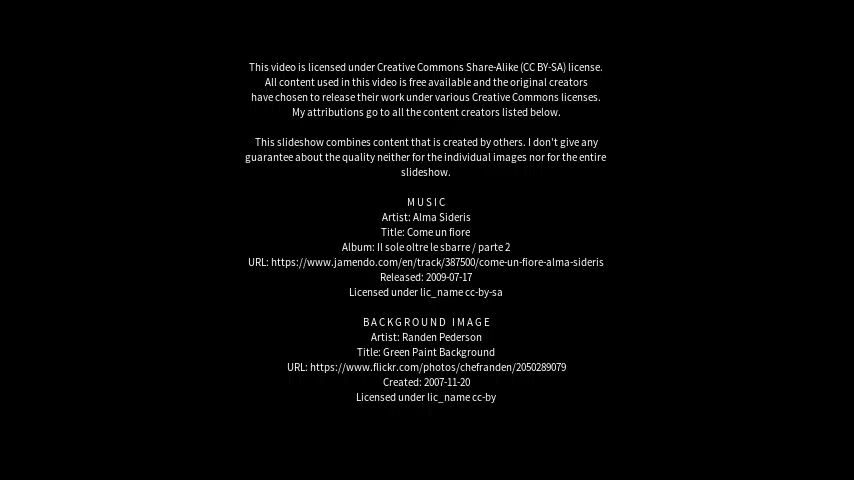 This video is licensed under Creative Commons Share-Alike (CC BY-SA) license.
All content used in this video is free available and the original creators
have chosen to release their work under various Creative Commons licenses.
My attributions go to all the content creators listed below.
This slideshow combines content that is created by others. I don't give any
guarantee about the quality neither for the individual images nor for the entire
slideshow.
MUSIC
Artist: Alma Sideris
Title: Come un fiore
Album: Il sole oltre le sbarre / parte 2
URL: https://www.jamendo.com/en/track/387500/come-un-fiore-alma-sideris
Released: 2009-07-17
Licensed under lic_name cc-by-sa
BACKGROUND IMAGE
Artist: Randen Pederson
Title: Green Paint Background
URL: https://www.flickr.com/photos/chefranden/2050289079
Created: 2007-11-20
Licensed under lic_name cc-by